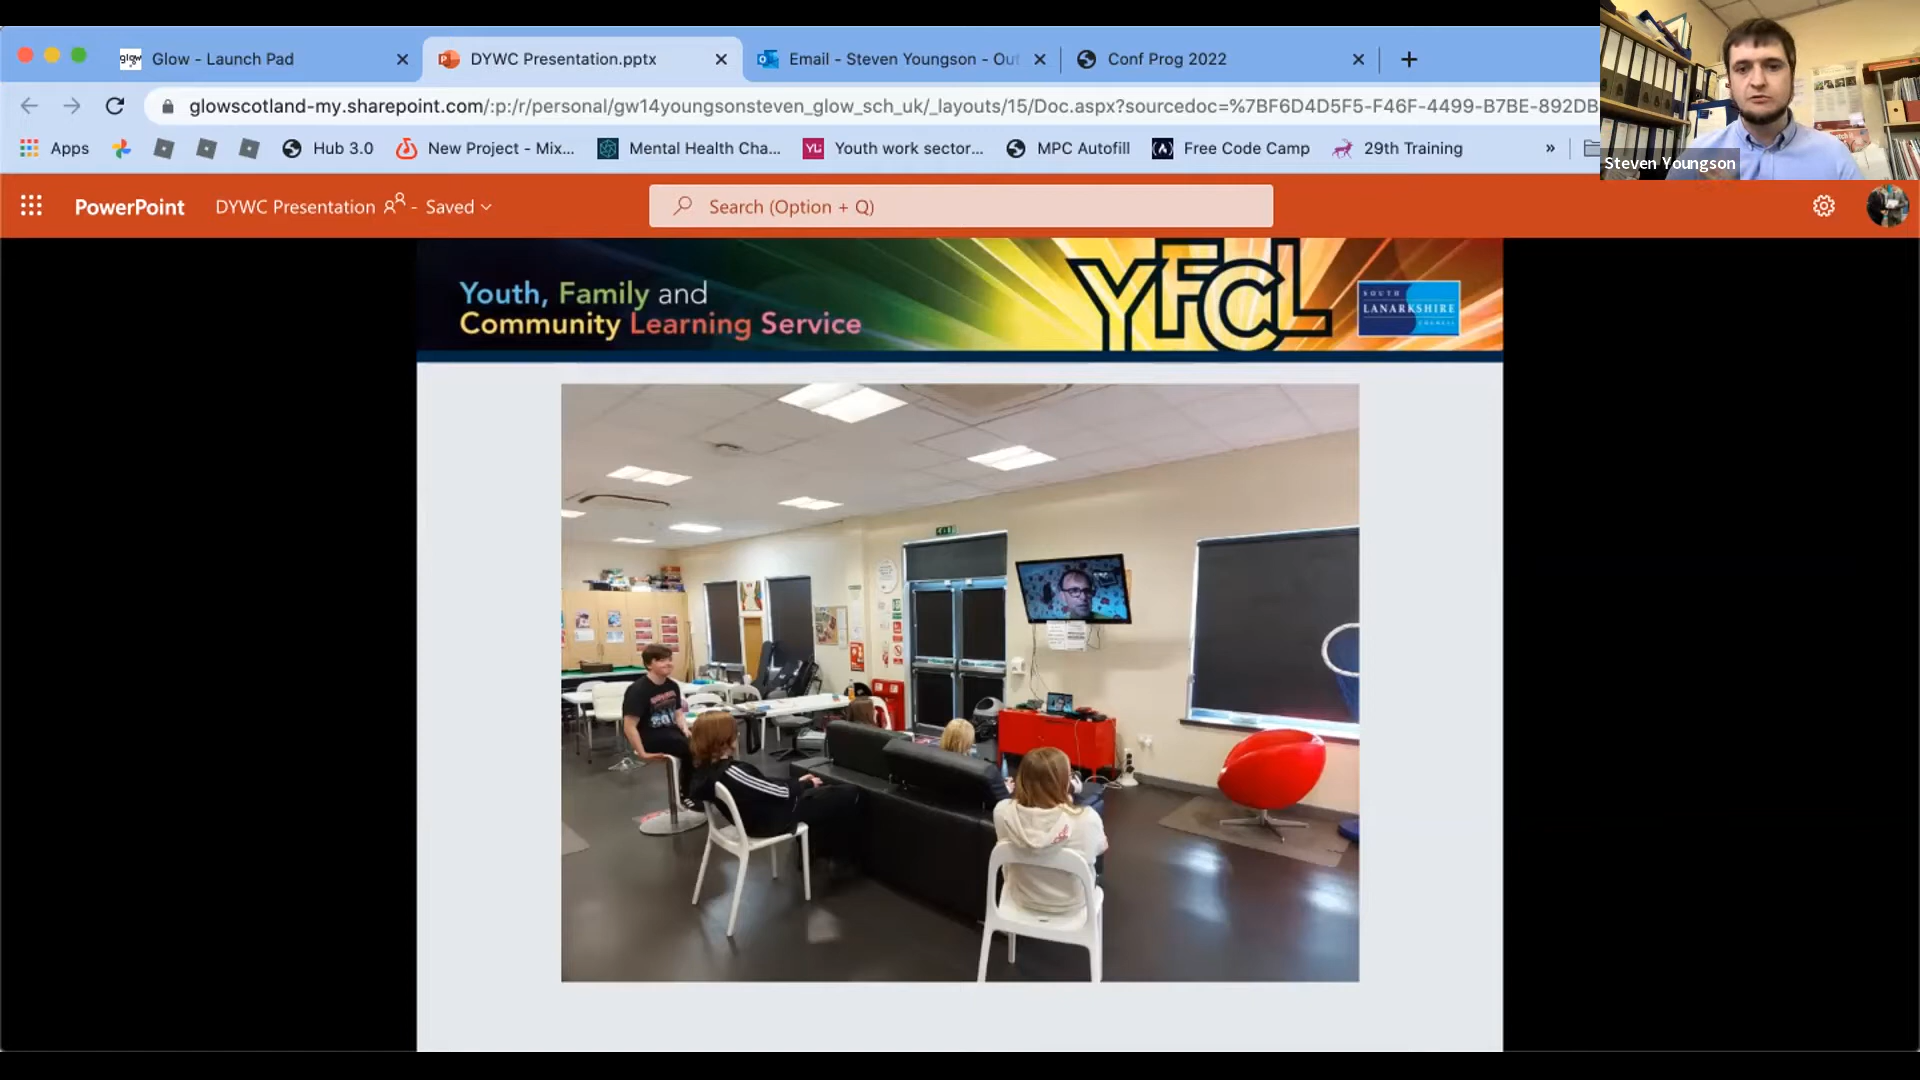 glow
Glow - Launch Pad
DYWC Presentation.pptx
Email - Steven Youngson - Out
Conf Prog 2022
glowscotland-my.sharepoint.com/:p:/r/personal/gw14youngsonsteven_glow_sch_uk/_layouts/15/Doc.aspx?sourcedoc=%7BF6D4D5F5-F46F-4499-B7BE-892DB
Apps
Hub 3.0
New Project - Mix...
Mental Health Cha...
Youth work sector...
MPC Autofill
Free Code Camp
29th Training
»
Steven Youngson
PowerPoint
DYWC Presentation - Saved
Search (Option + Q)
Youth, Family and
Community Learning Service
YFCL
SOUTH
LANARKSHIRE
COUNCIL